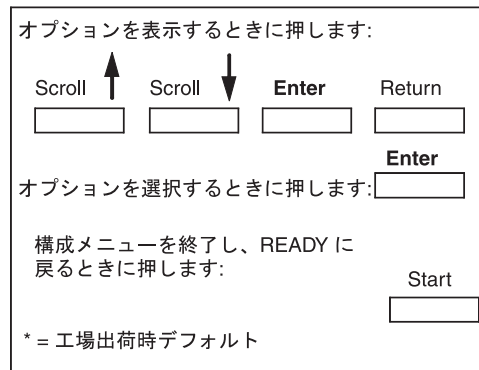 オプションを表示するときに押します:
Scroll Scroll Enter Return
Enter
オプションを選択するときに押します:
構成メニューを終了し、READY に
戻るときに押します:
Start
* = 工場出荷時デフォルト